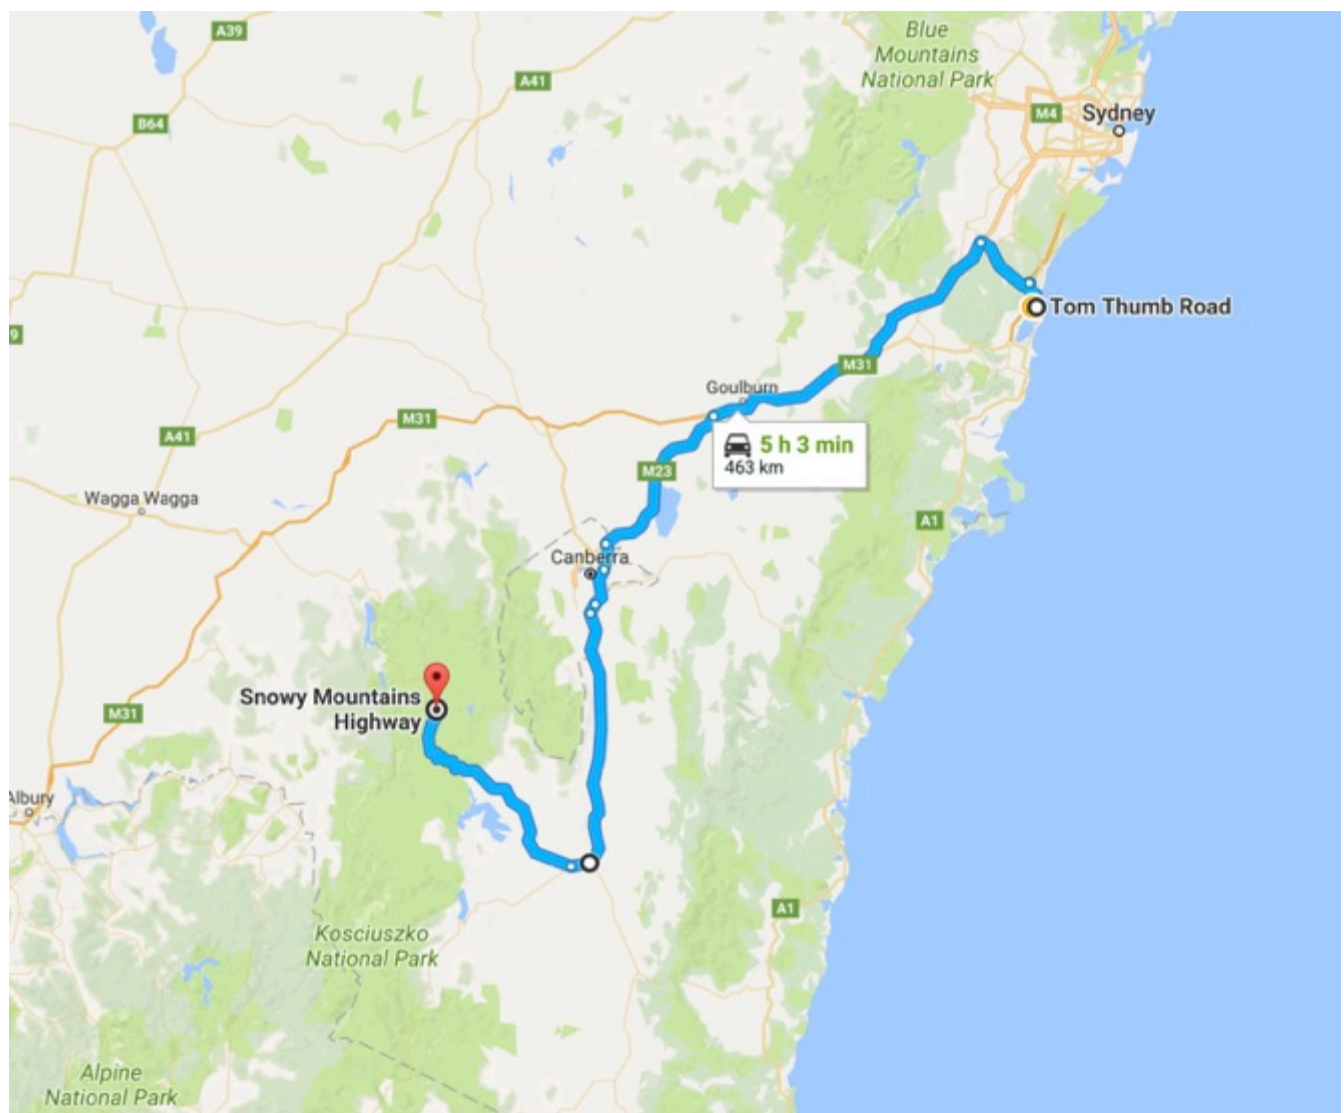 A39
Blue
Mountains
National Park
A41
M4
Sydney
B64
Tom Thumb Road
9
M31
Goulburn
M31
A41
5 h 3 min
463 km
M23
Wagga Wagga
A1
Canberra
Snowy Mountains
Highway
M31
Albury
A1
Kosciuszko
National Park
Alpine
National Park